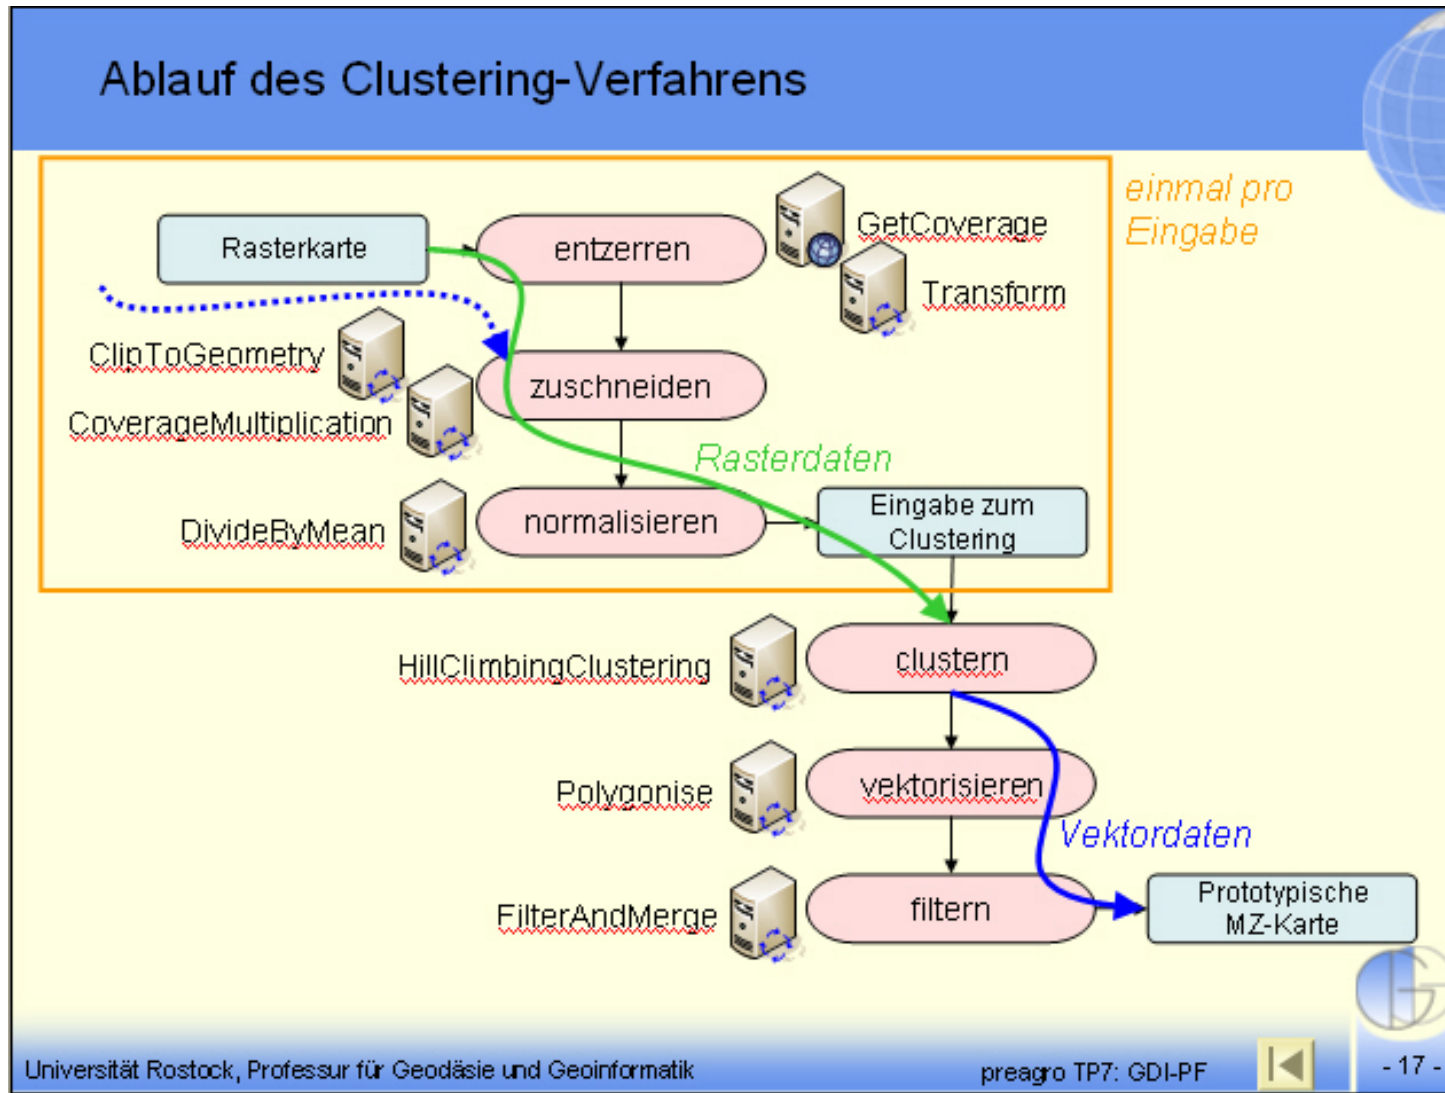 Ablauf des Clustering-Verfahrens
einmal pro
Eingabe
Rasterkarte
entzerren
GetCoverage
Transform
ClipToGeometry
zuschneiden
CoverageMultiplication
Rasterdaten
DivideByMean
normalisieren
Eingabe zum
Clustering
HillClimbingClustering
clustern
Polygonise
vektorisieren
Vektordaten
FilterAndMerge
filtern
Prototypische
MZ-Karte
Universität Rostock, Professur für Geodäsie und Geoinformatik
preagro TP7: GDI-PF
- 17 -